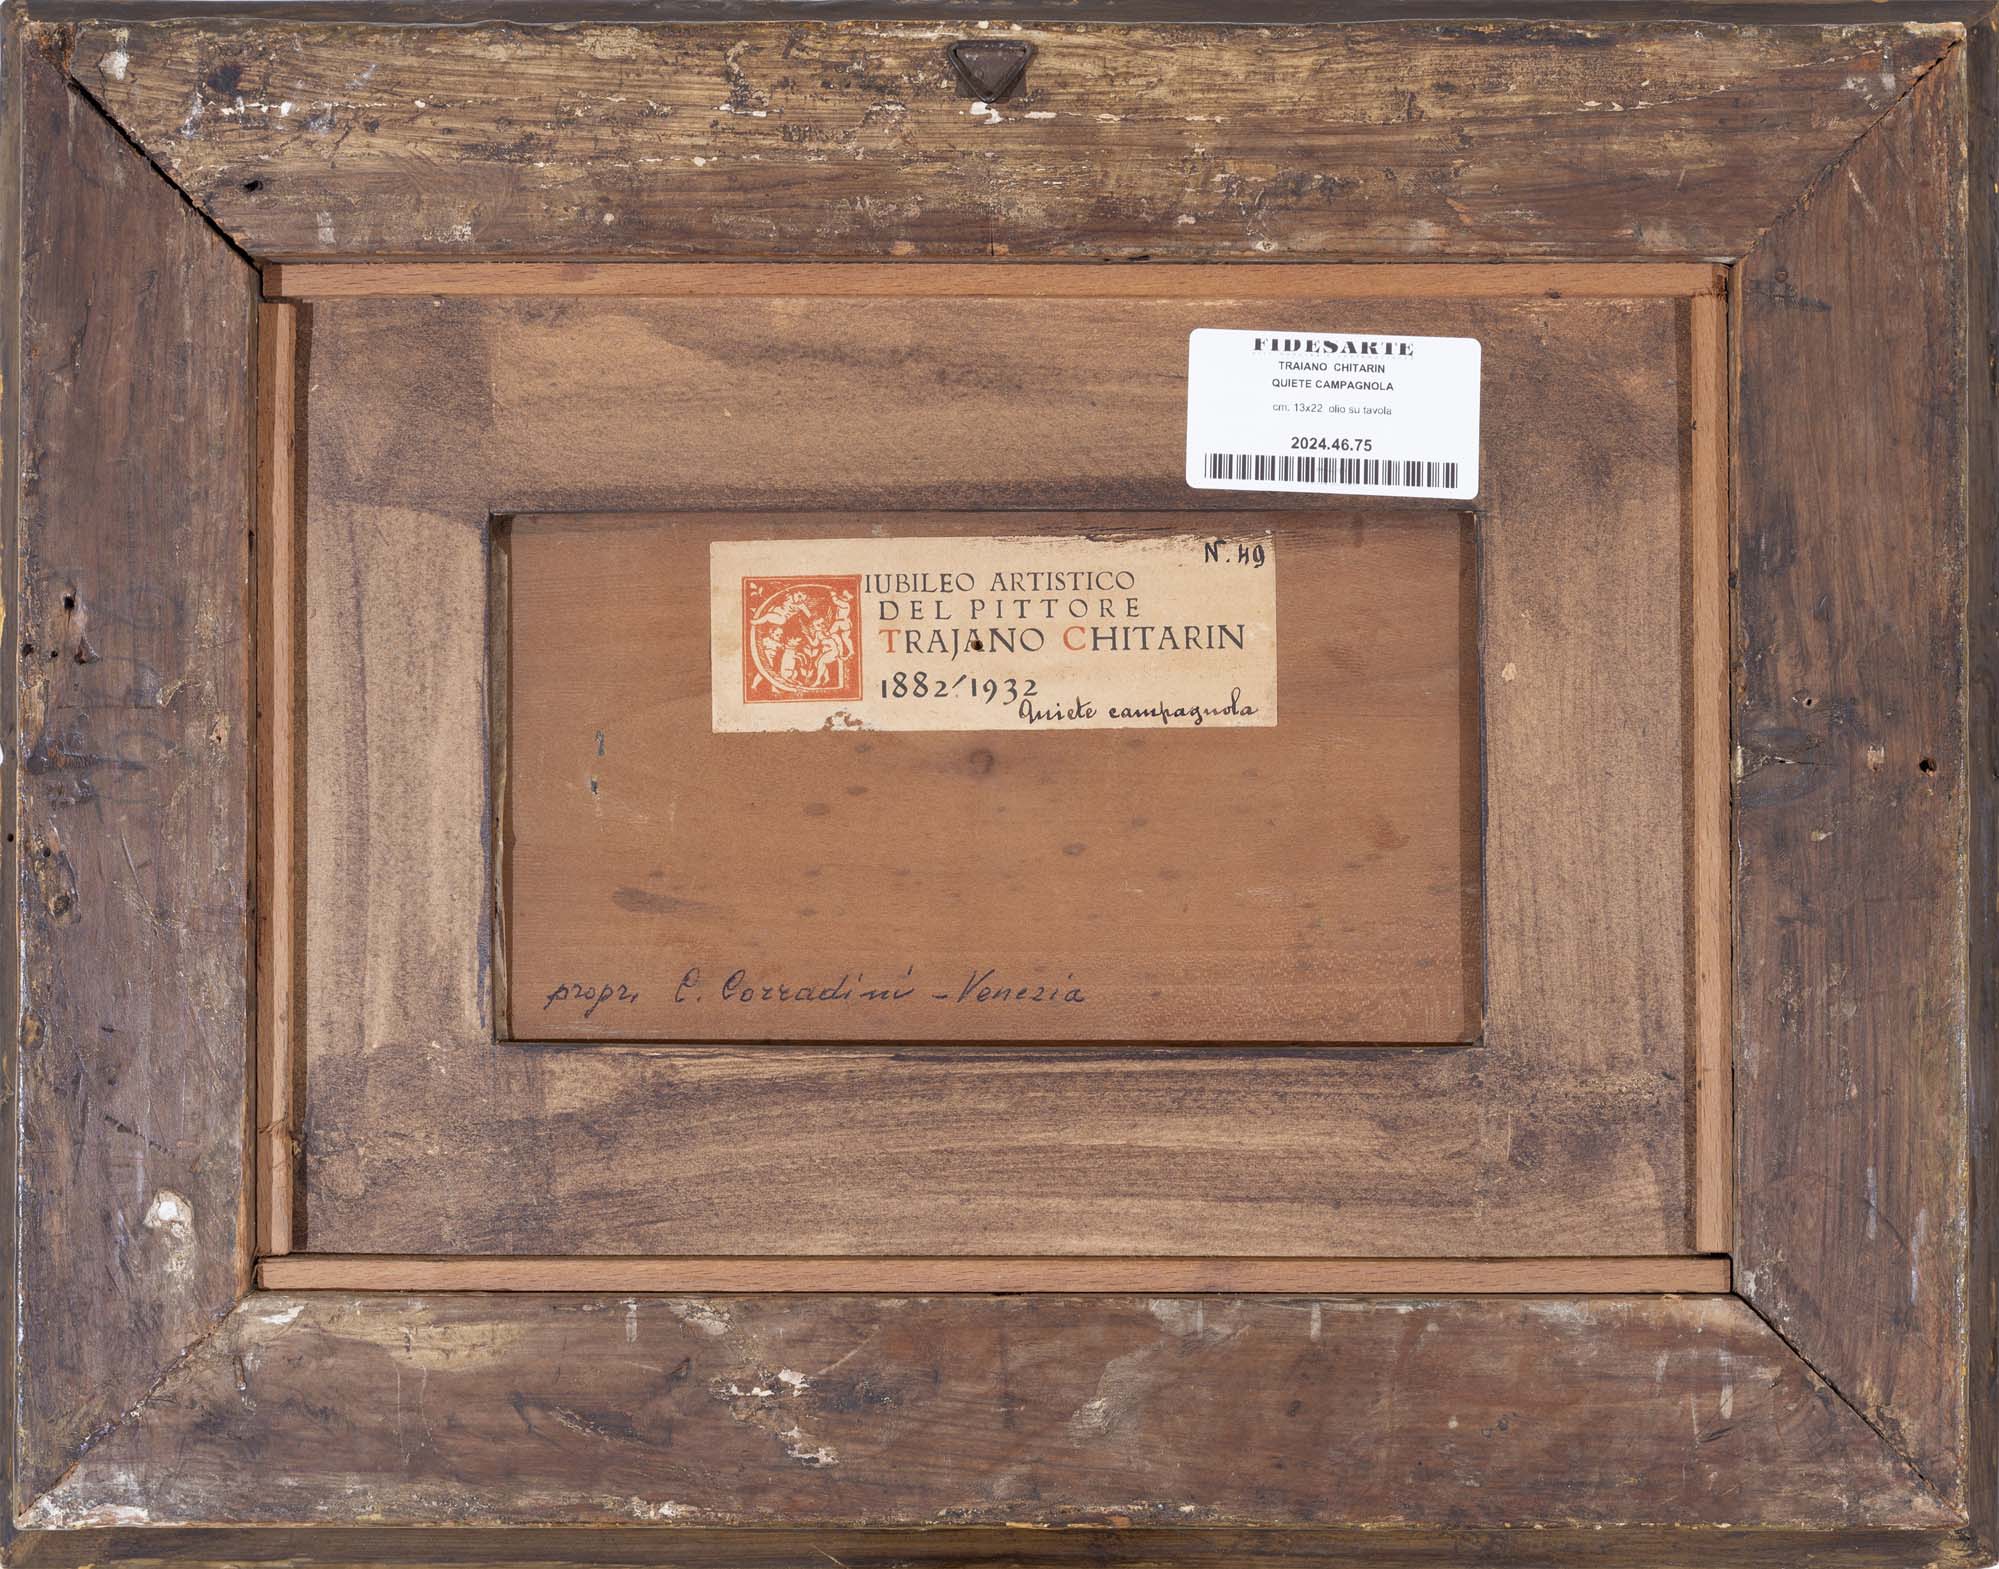 FIDESARTE
TRAIANO CHITARIN
QUIETE CAMPAGNOLA
cm. 13x22 olio su tavola
2024.46.75
N. 49
GIUBILEO ARTISTICO
DEL PITTORE
TRAJANO CHITARIN
1882/1932
Quiete campagnola
propr. C. Corradini - Venezia